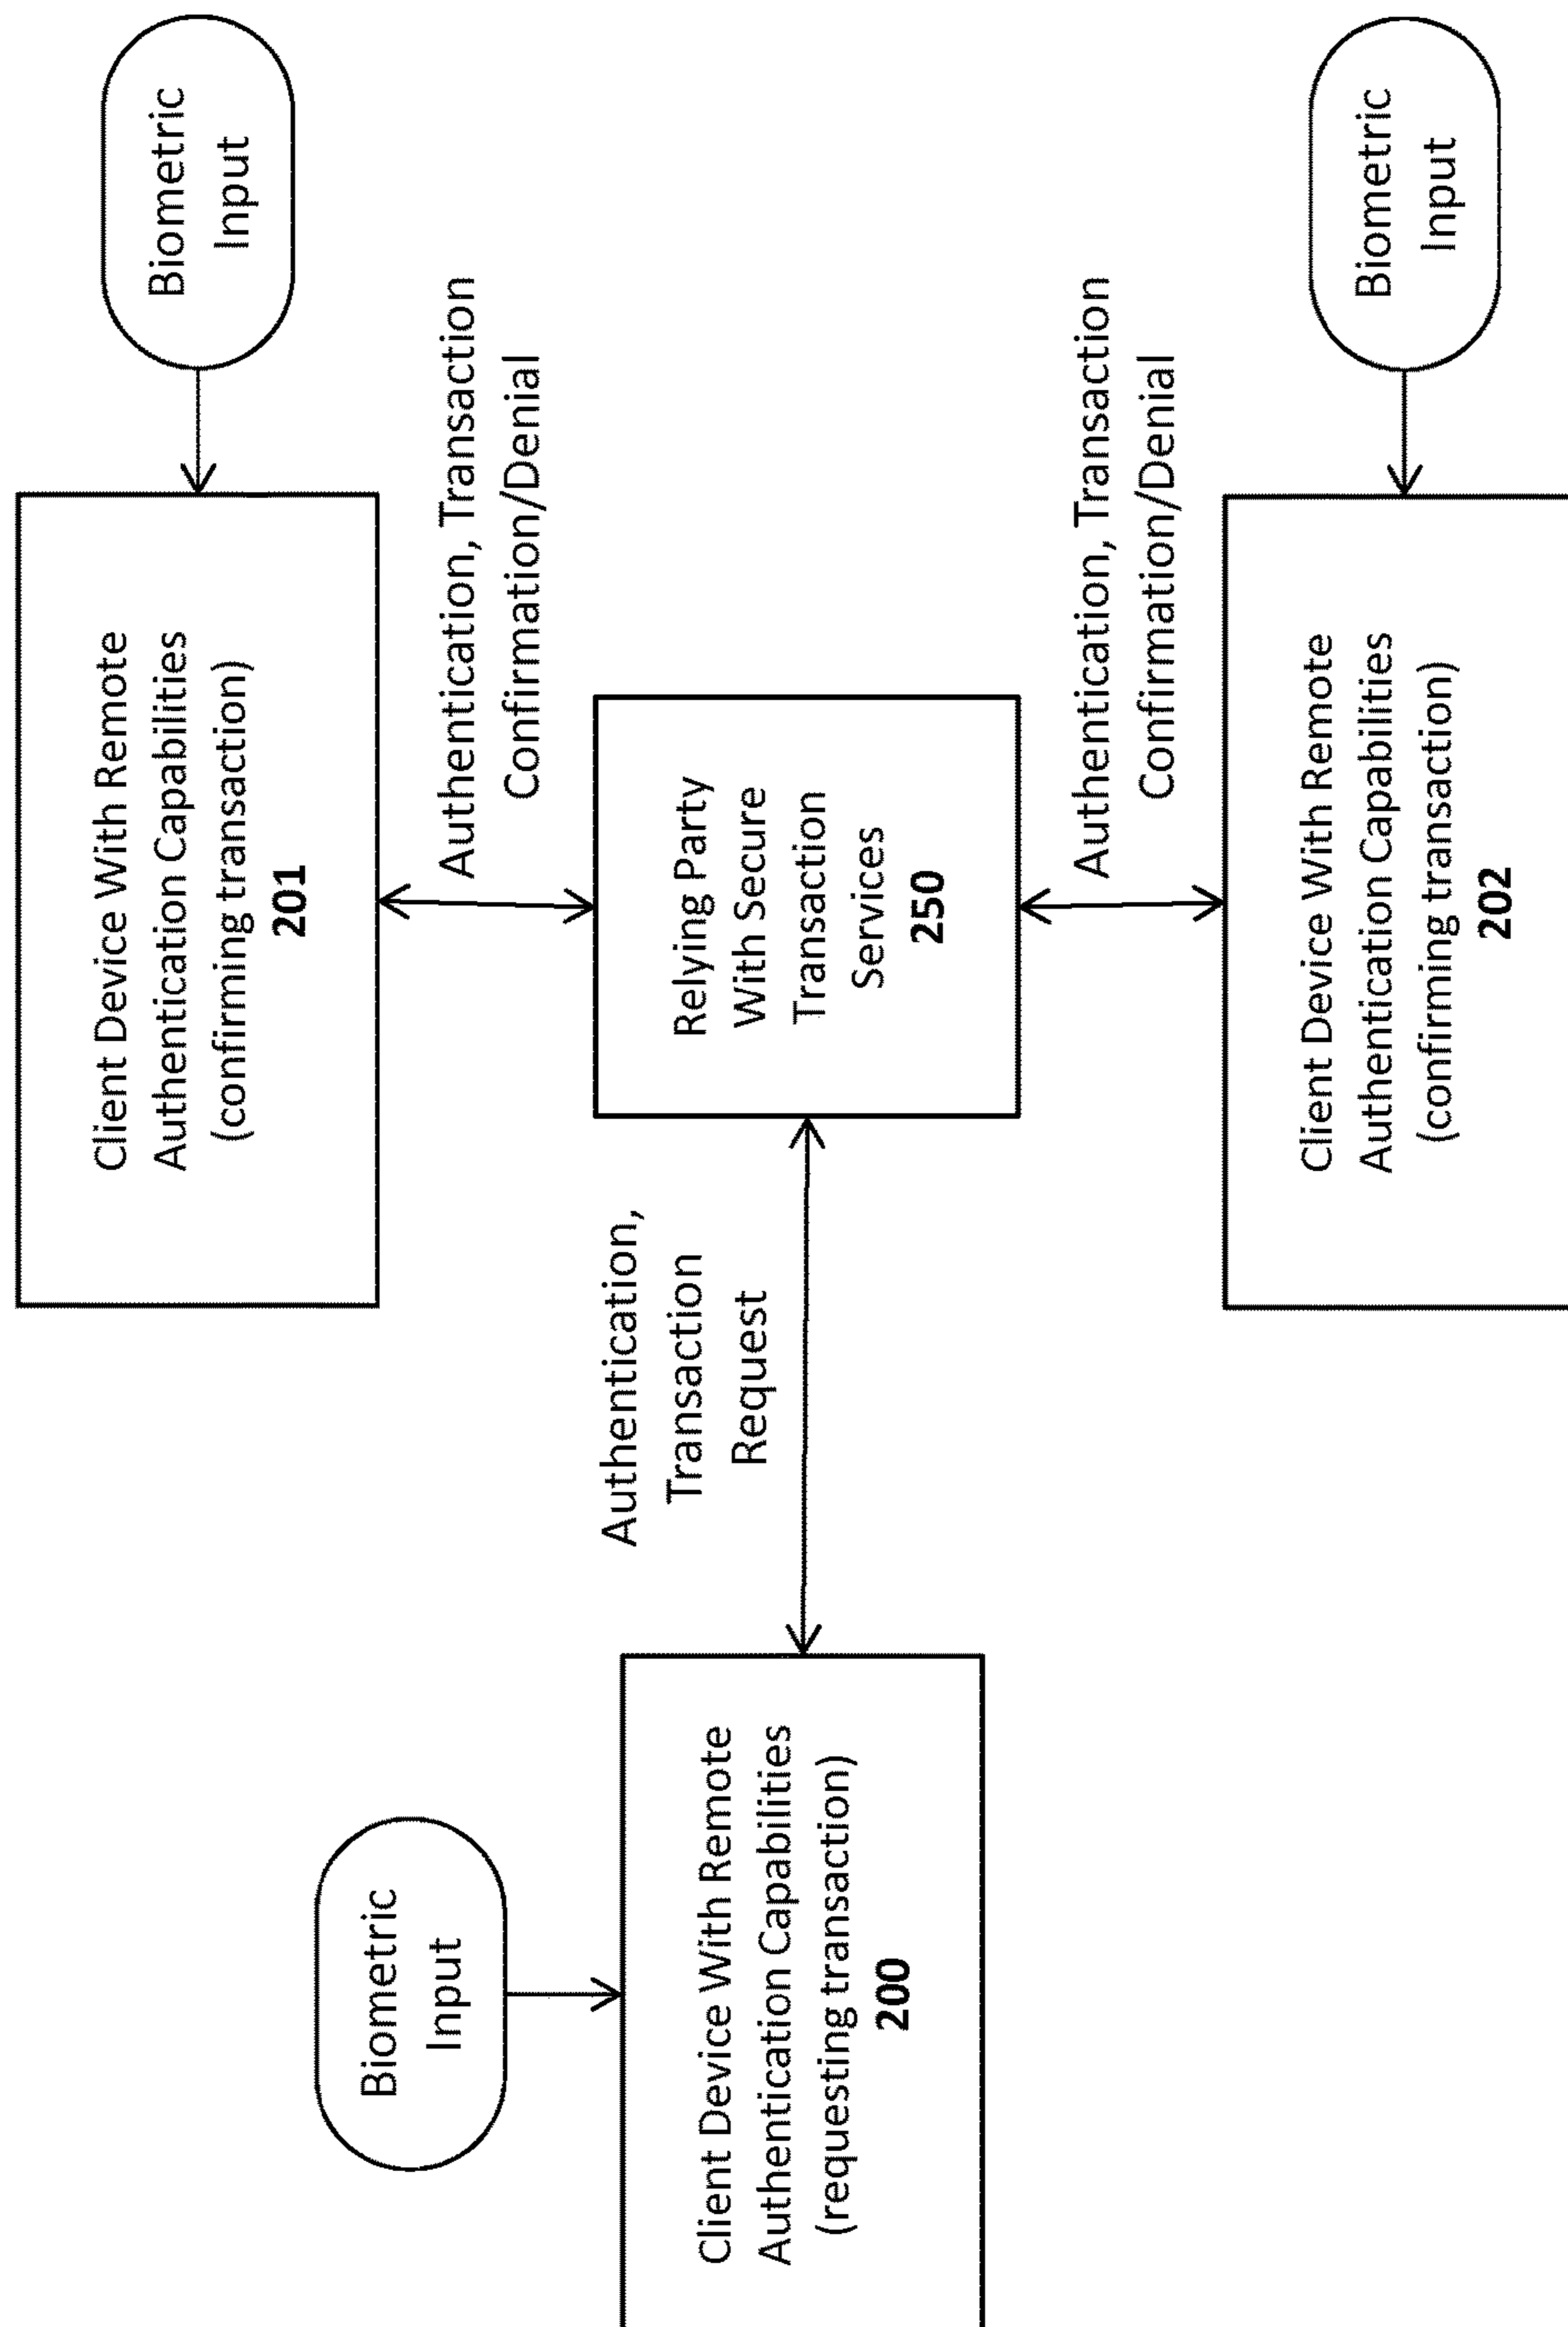 Biometric
Input
Client Device With Remote
Authentication Capabilities
(requesting transaction)
200
Authentication,
Transaction
Request
Client Device With Remote
Authentication Capabilities
(confirming transaction)
201
Authentication, Transaction
Confirmation/Denial
Biometric
Input
Relying Party
With Secure
Transaction
Services
250
Authentication, Transaction
Confirmation/Denial
Client Device With Remote
Authentication Capabilities
(confirming transaction)
202
Biometric
Input